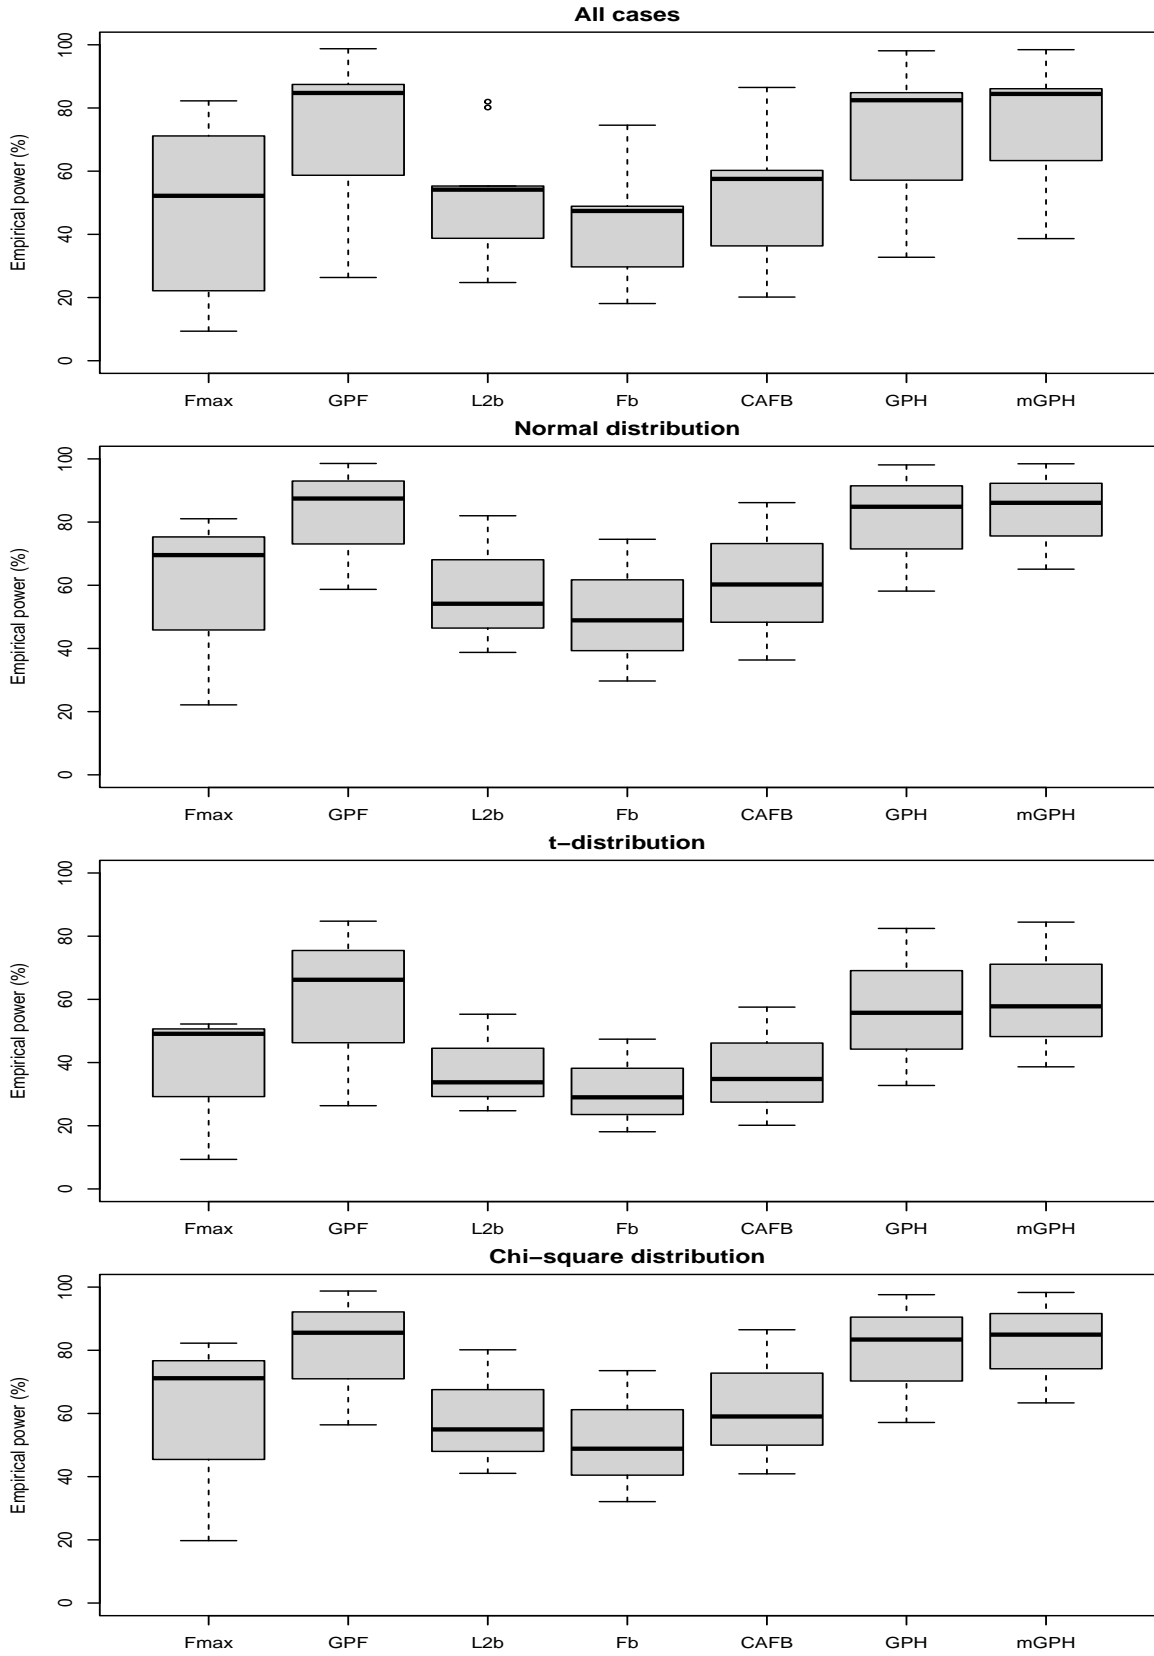 All cases
Empirical power (%)
100
80
60
40
20
0
Fmax GPF L2b Fb CAFB GPH mGPH
Normal distribution
Empirical power (%)
100
80
60
40
20
0
Fmax GPF L2b Fb CAFB GPH mGPH
t−distribution
Empirical power (%)
100
80
60
40
20
0
Fmax GPF L2b Fb CAFB GPH mGPH
Chi−square distribution
Empirical power (%)
100
80
60
40
20
0
Fmax GPF L2b Fb CAFB GPH mGPH